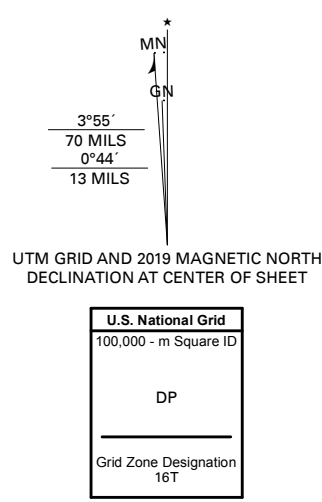 MN
GN
3°55´
70 MILS
0°44´
13 MILS
UTM GRID AND 2019 MAGNETIC NORTH
DECLINATION AT CENTER OF SHEET
U.S. National Grid
100,000 - m Square ID
DP
Grid Zone Designation
16T